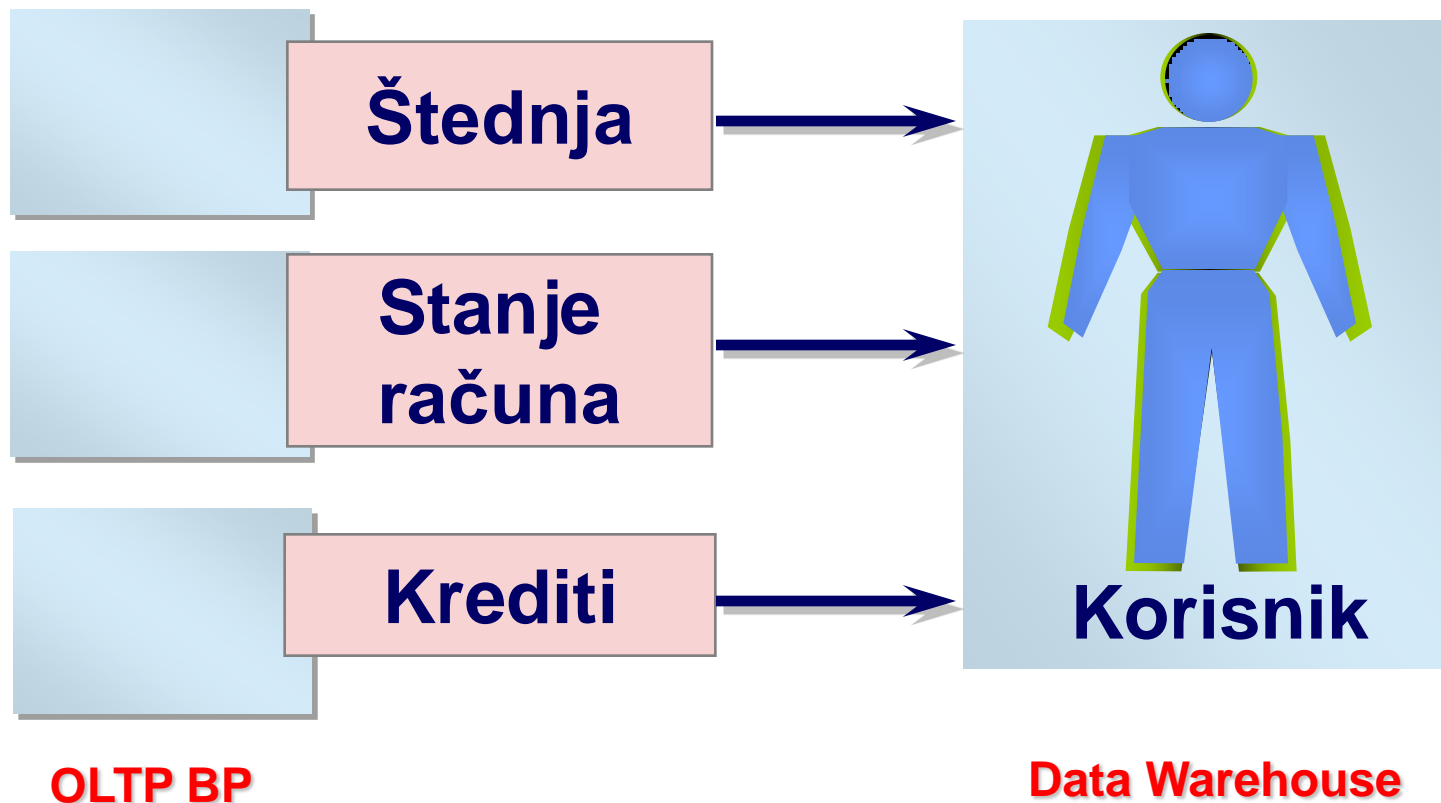 Štednja
Stanje
računa
Krediti
Korisnik
OLTP BP
Data Warehouse